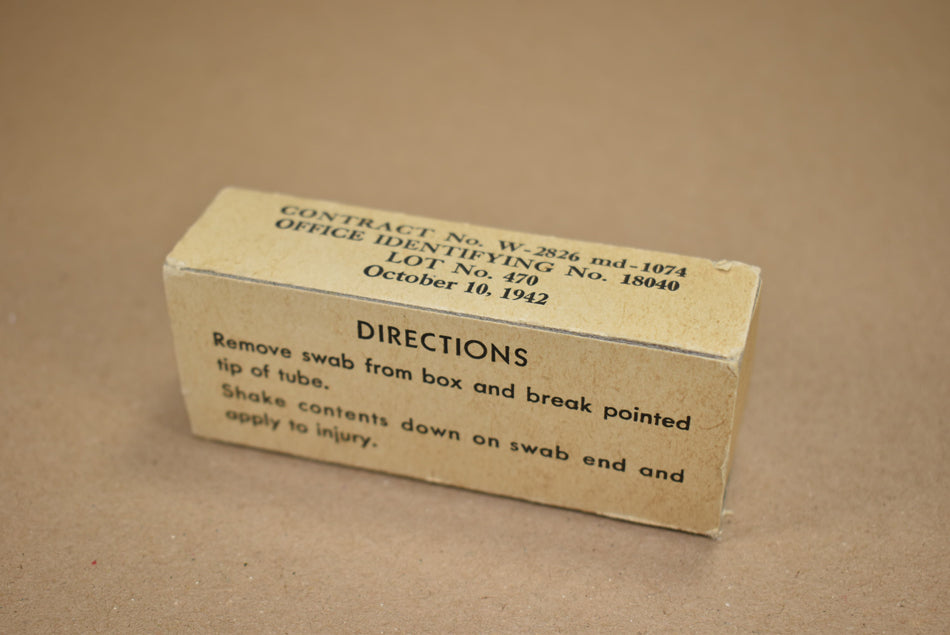 CONTRACT No. W-2826 md-1074
OFFICE IDENTIFYING No. 18040
LOT No. 470
October 10, 1942
DIRECTIONS
Remove swab from box and break pointed
tip of tube.
Shake contents down on swab end and
apply to injury.